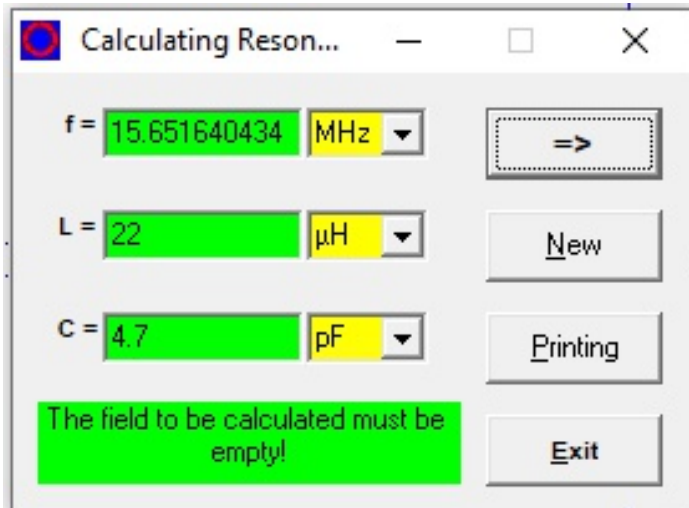 Calculating Reson...
f = 15.651640434 MHz
=>
L = 22 µH
New
C = 4.7 pF
Printing
The field to be calculated must be
empty!
Exit